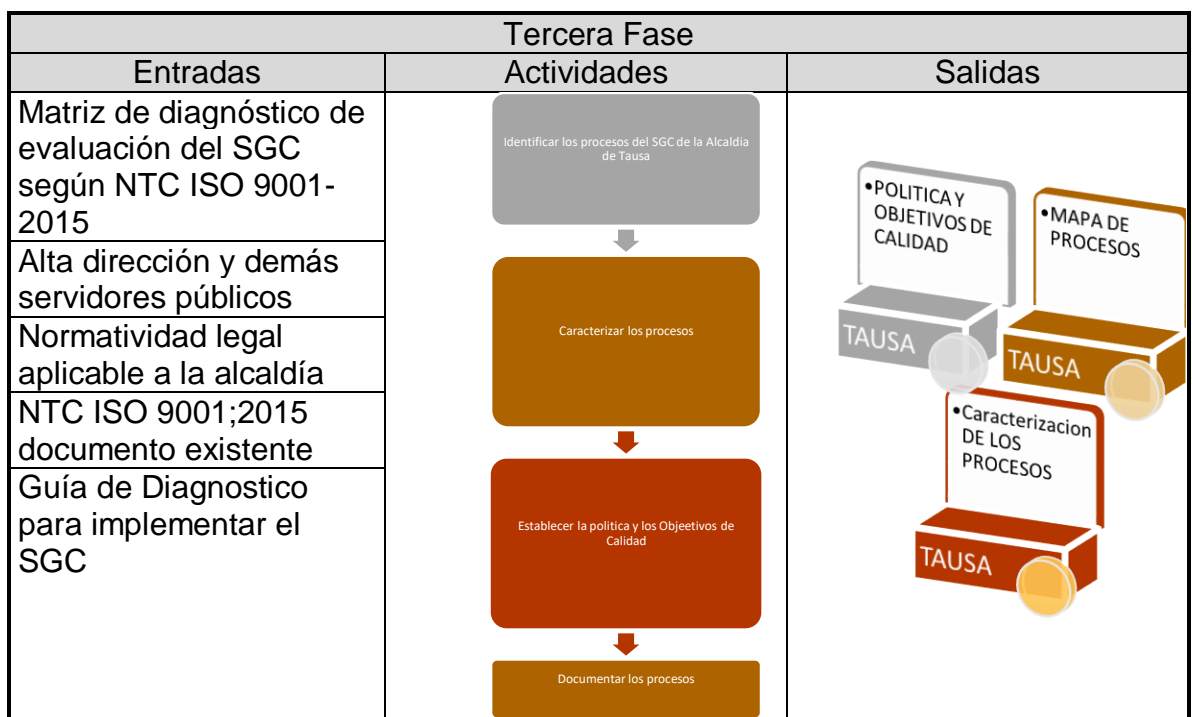 Tercera Fase
Entradas
Actividades
Salidas
Matriz de diagnóstico de
evaluación del SGC
según NTC ISO 9001-
2015
Alta dirección y demás
servidores públicos
Normatividad legal
aplicable a la alcaldía
NTC ISO 9001;2015
documento existente
Guía de Diagnostico
para implementar el
SGC
Identificar los procesos del SGC de la Alcaldia
de Tausa
Caracterizar los procesos
Establecer la politica y los Objeetivos de
Calidad
Documentar los procesos
•POLITICA Y
OBJETIVOS DE
CALIDAD
TAUSA
•MAPA DE
PROCESOS
TAUSA
•Caracterizacion
DE LOS
PROCESOS
TAUSA